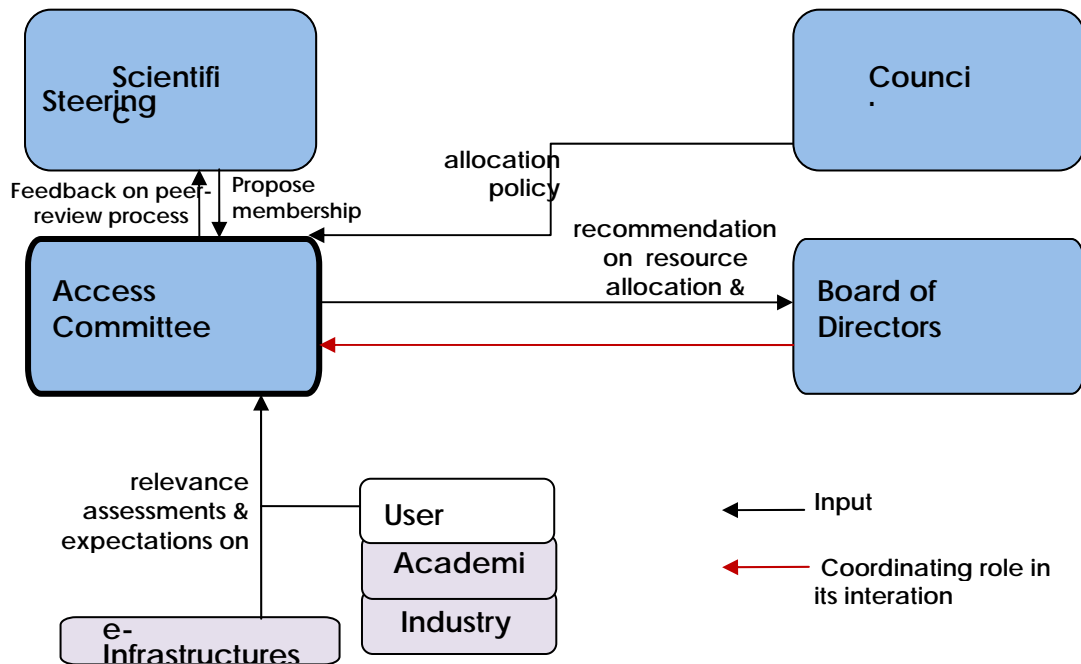 Scientifi
Steering
C
Counci
.
allocation
policy
Feedback on peer-
review process
Propose
membership
recommendation
on resource
allocation &
Access
Committee
Board of
Directors
relevance
assessments &
expectations on
User
Academi
Industry
e-
Infrastructures
Input
Coordinating role in
its interation